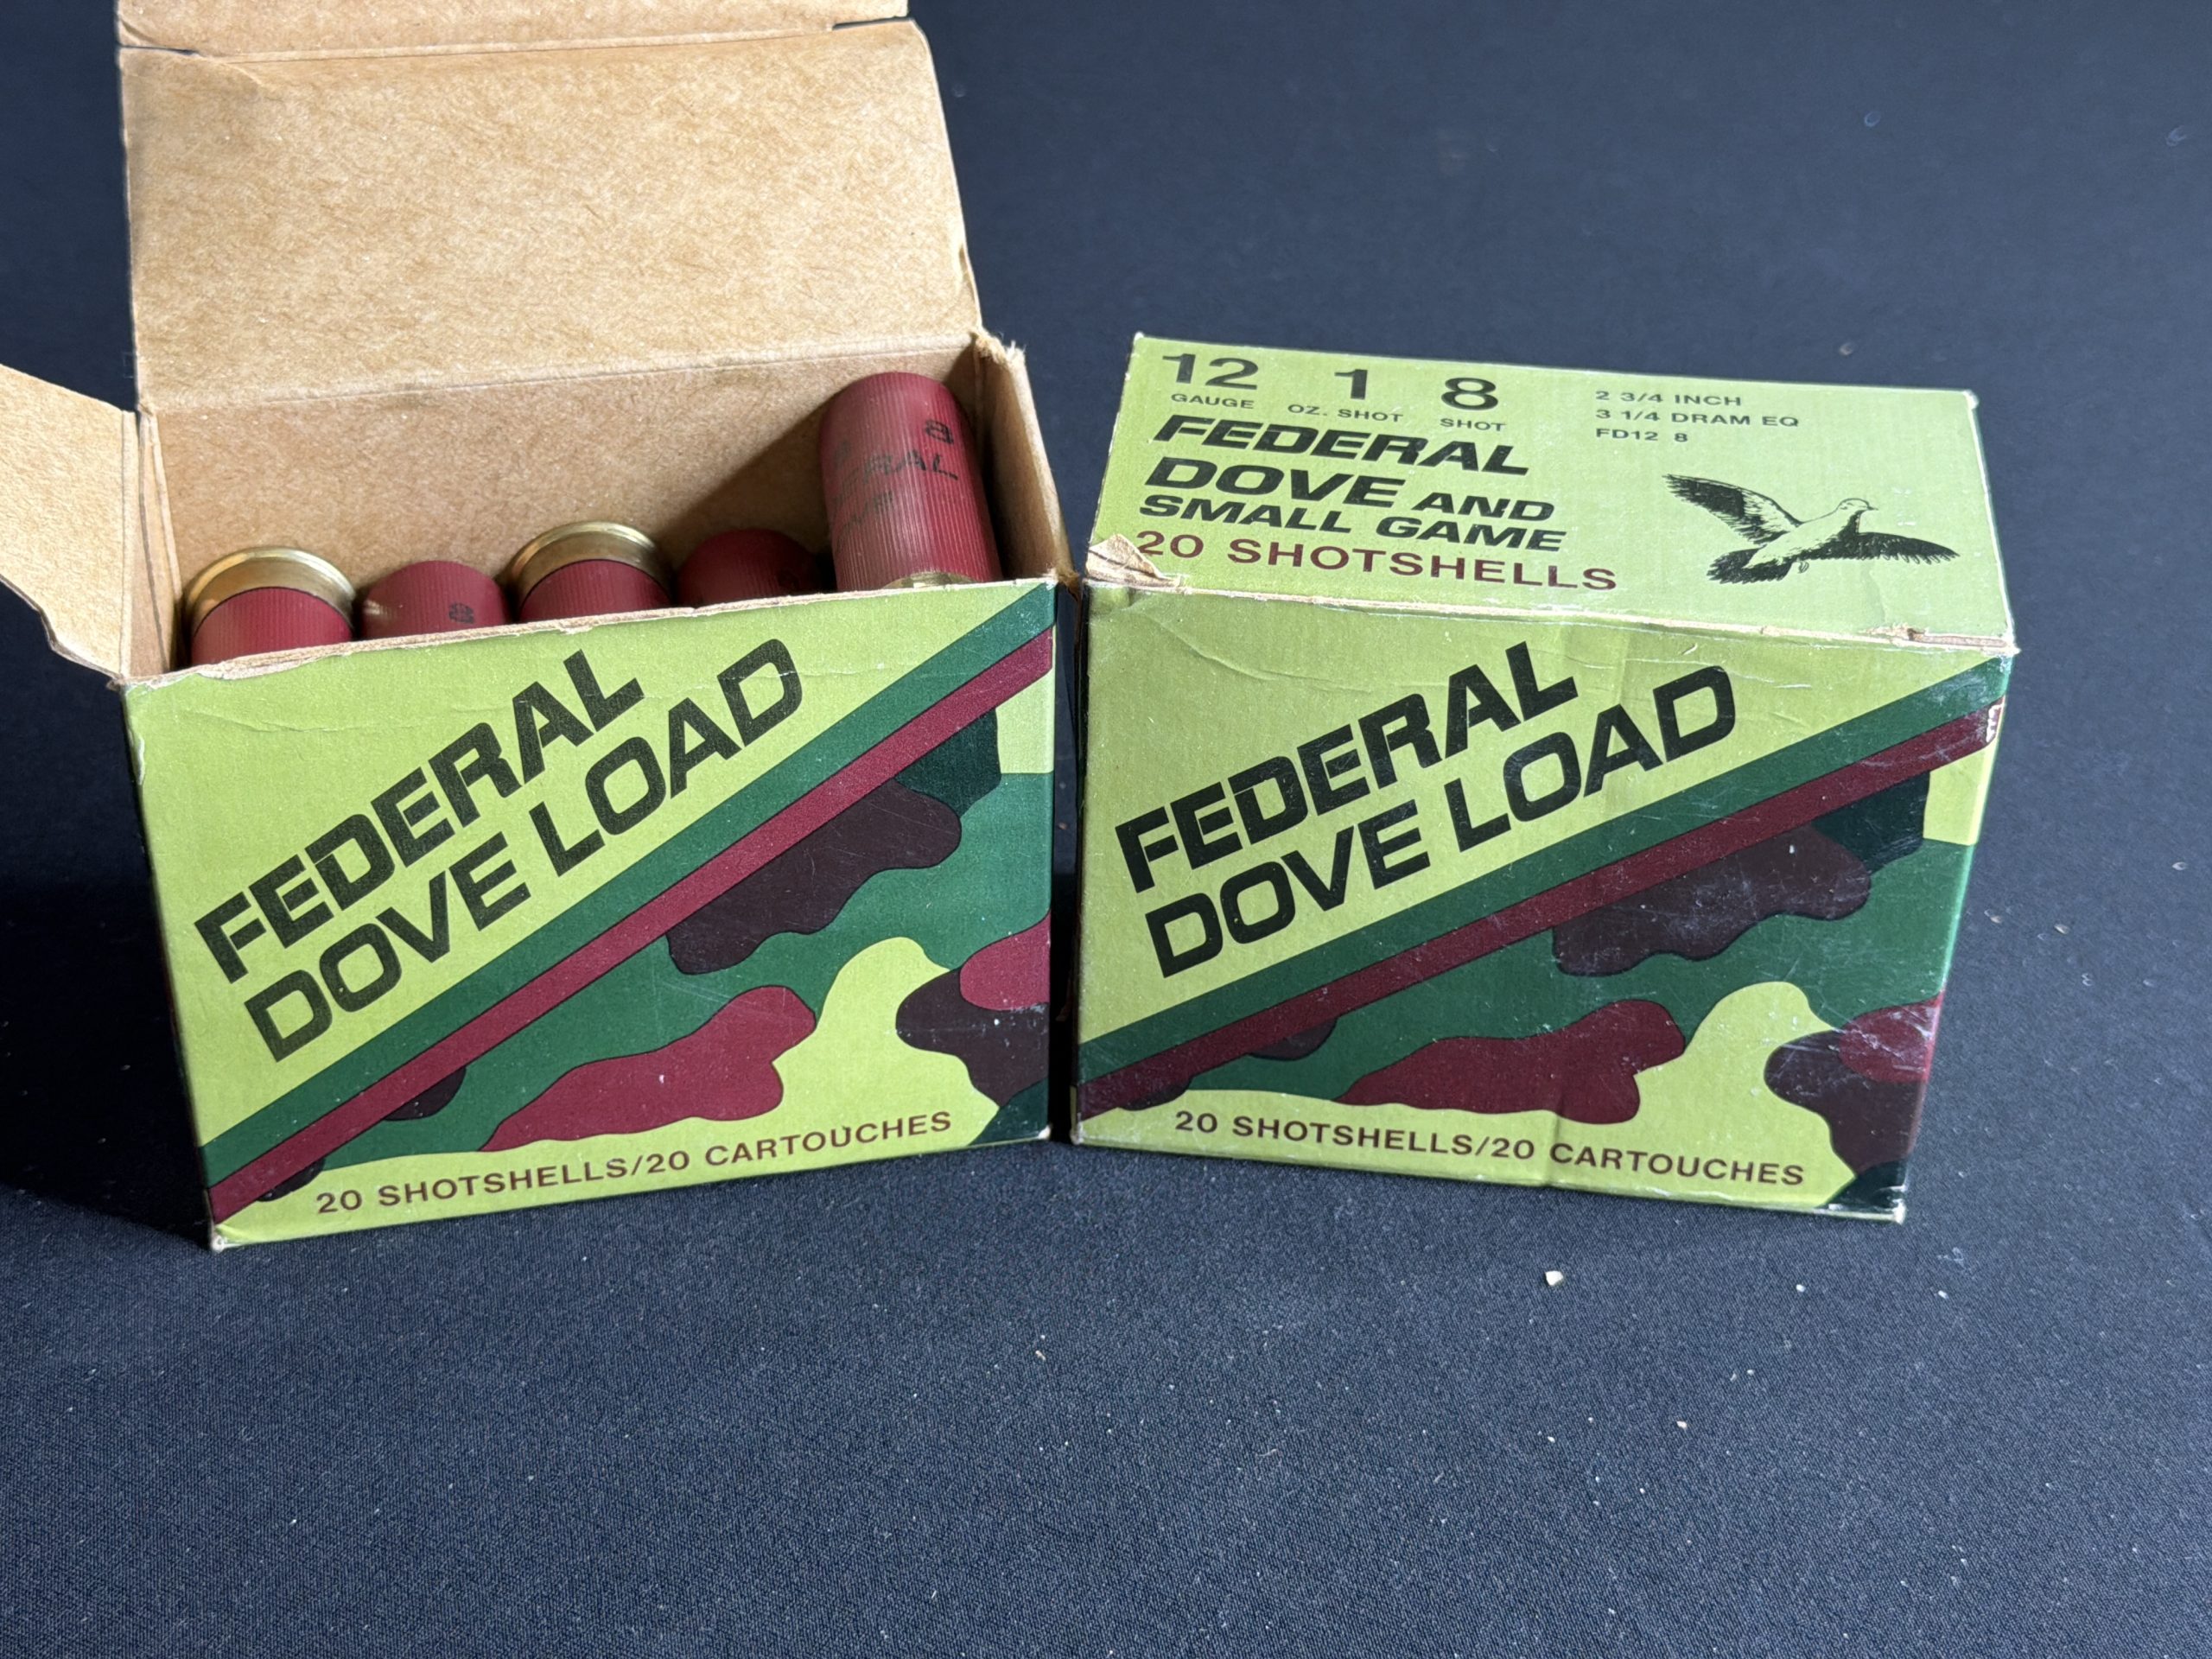 8
8
FEDERAL
DOVE LOAD
20 SHOTSHELLS/20 CARTOUCHES
12 1 8
GAUGE OZ. SHOT SHOT
2 3/4 INCH
3 1/4 DRAM EQ
FD12 8
FEDERAL
DOVE AND
SMALL GAME
20 SHOTSHELLS
FEDERAL
DOVE LOAD
20 SHOTSHELLS/20 CARTOUCHES